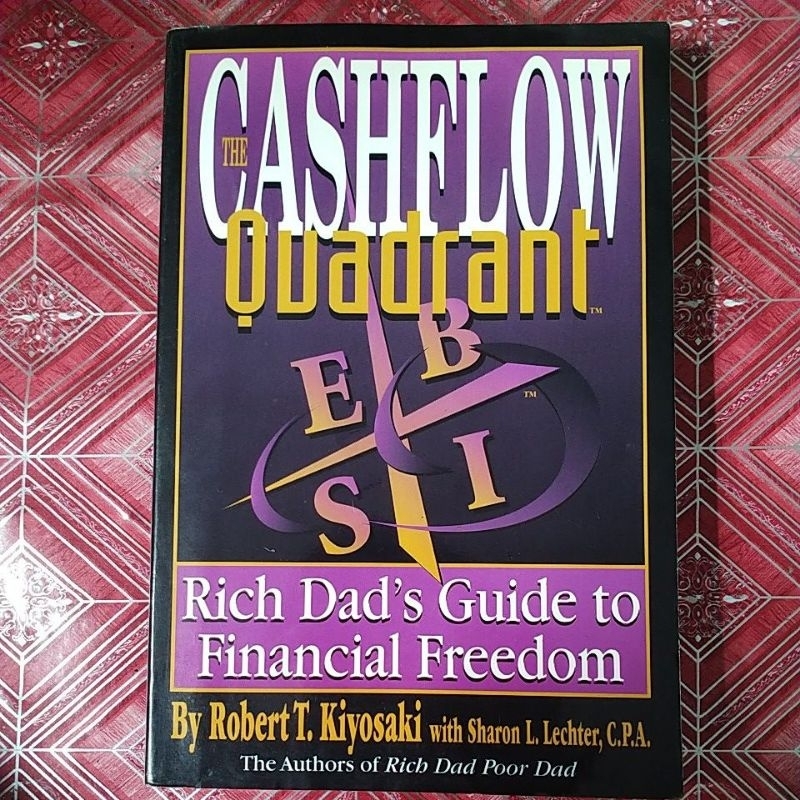 THE CASHFLOW
Quadrant™
E B
S I ™
Rich Dad's Guide to
Financial Freedom
By Robert T. Kiyosaki with Sharon L. Lechter, C.P.A.
The Authors of Rich Dad Poor Dad